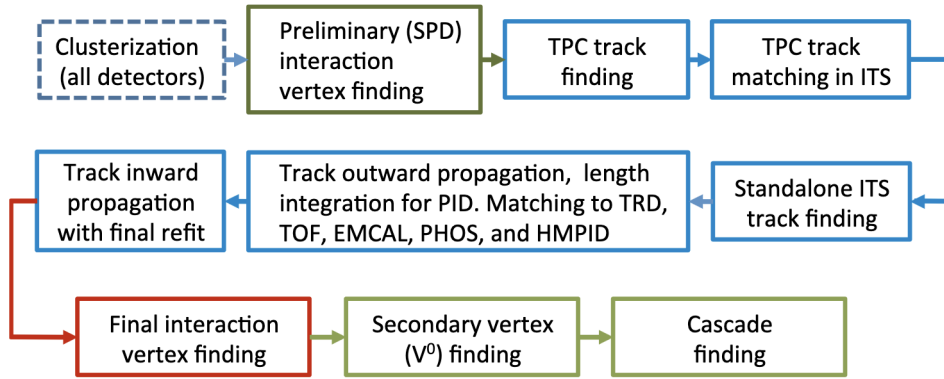 Clusterization
(all detectors)
Preliminary (SPD)
interaction
vertex finding
TPC track
finding
TPC track
matching in ITS
Track inward
propagation
with final refit
Track outward propagation, length
integration for PID. Matching to TRD,
TOF, EMCAL, PHOS, and HMPID
Standalone ITS
track finding
Final interaction
vertex finding
Secondary vertex
(V⁰) finding
Cascade
finding